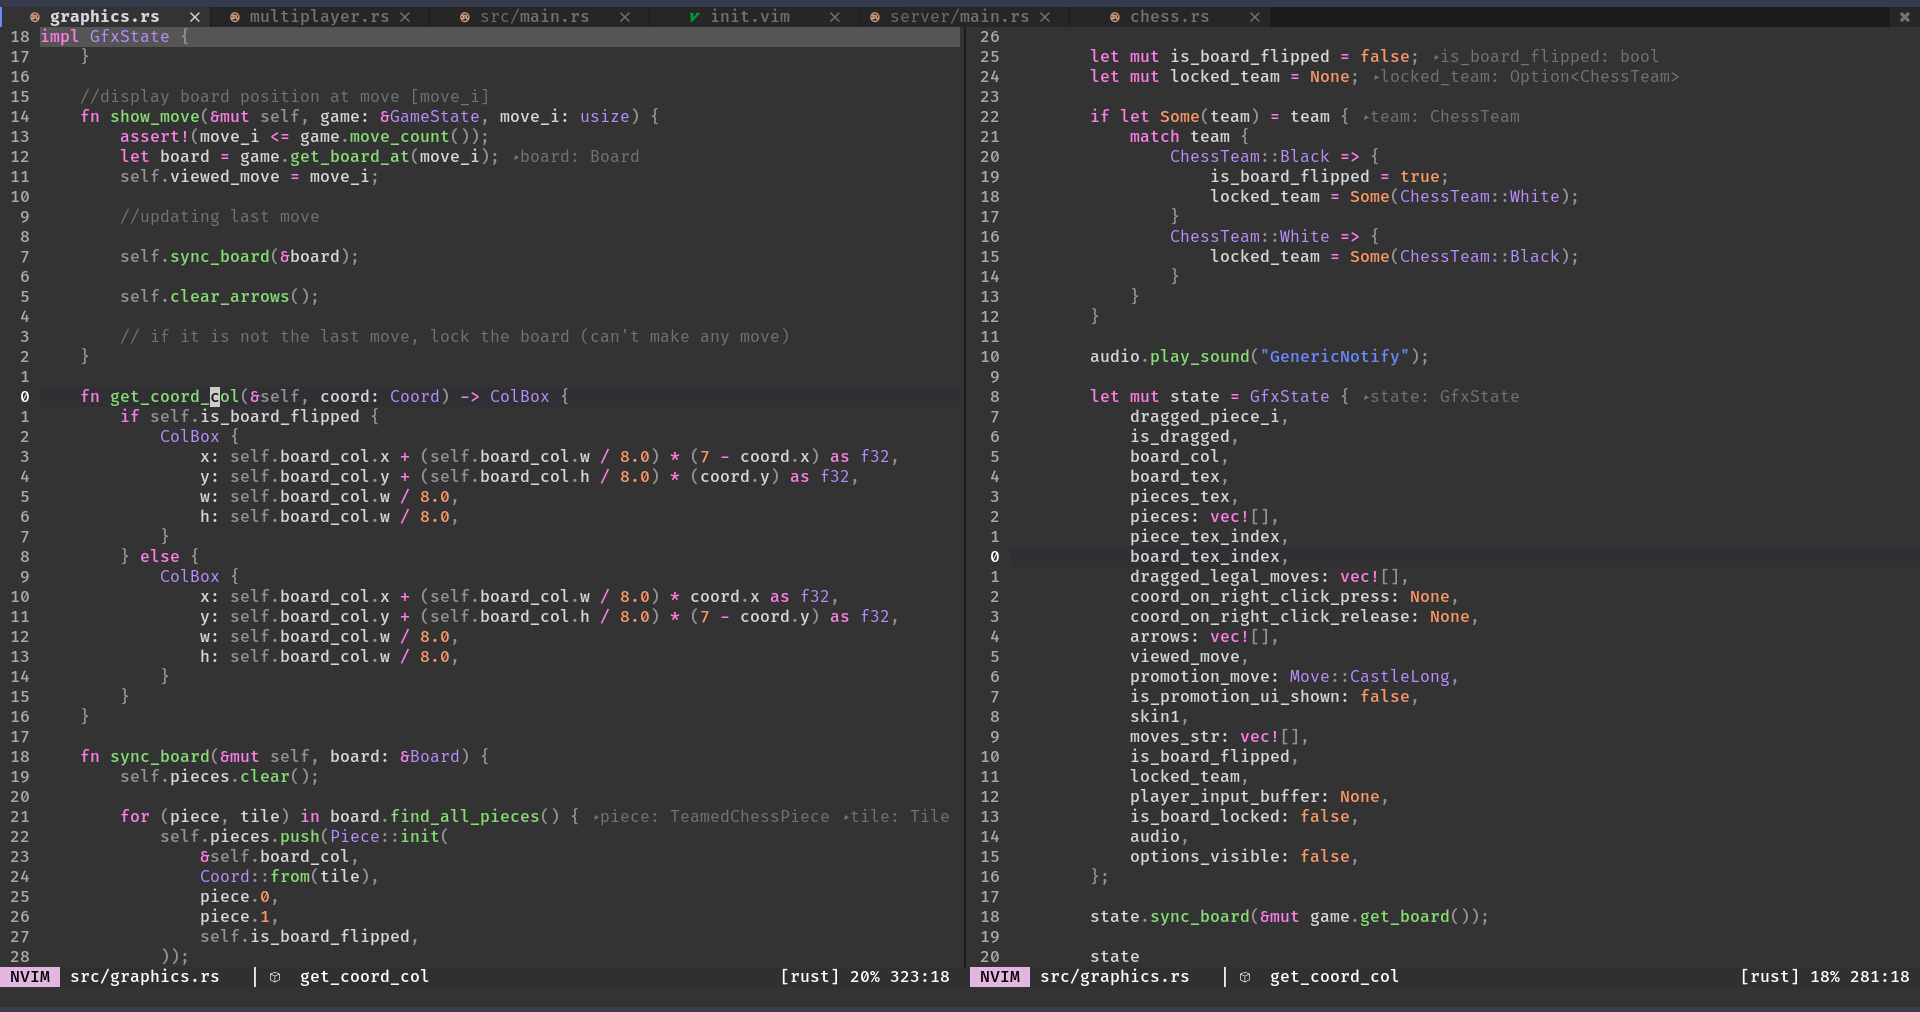 graphics.rs × multiplayer.rs × src/main.rs × init.vim × server/main.rs × chess.rs ×
18 impl GfxState {
17     }
16
15     //display board position at move [move_i]
14     fn show_move(&mut self, game: &GameState, move_i: usize) {
13         assert!(move_i <= game.move_count());
12         let board = game.get_board_at(move_i); ▸board: Board
11         self.viewed_move = move_i;
10
9         //updating last move
8
7         self.sync_board(&board);
6
5         self.clear_arrows();
4
3         // if it is not the last move, lock the board (can't make any move)
2     }
1
0     fn get_coord_col(&self, coord: Coord) -> ColBox {
1         if self.is_board_flipped {
2             ColBox {
3                 x: self.board_col.x + (self.board_col.w / 8.0) * (7 - coord.x) as f32,
4                 y: self.board_col.y + (self.board_col.h / 8.0) * (coord.y) as f32,
5                 w: self.board_col.w / 8.0,
6                 h: self.board_col.w / 8.0,
7             }
8         } else {
9             ColBox {
10                 x: self.board_col.x + (self.board_col.w / 8.0) * coord.x as f32,
11                 y: self.board_col.y + (self.board_col.h / 8.0) * (7 - coord.y) as f32,
12                 w: self.board_col.w / 8.0,
13                 h: self.board_col.w / 8.0,
14             }
15         }
16     }
17
18     fn sync_board(&mut self, board: &Board) {
19         self.pieces.clear();
20
21         for (piece, tile) in board.find_all_pieces() { ▸piece: TeamedChessPiece ▸tile: Tile
22             self.pieces.push(Piece::init(
23                 &self.board_col,
24                 Coord::from(tile),
25                 piece.0,
26                 piece.1,
27                 self.is_board_flipped,
28             ));
NVIM src/graphics.rs | get_coord_col [rust] 20% 323:18
26
25         let mut is_board_flipped = false; ▸is_board_flipped: bool
24         let mut locked_team = None; ▸locked_team: Option<ChessTeam>
23
22         if let Some(team) = team { ▸team: ChessTeam
21             match team {
20                 ChessTeam::Black => {
19                     is_board_flipped = true;
18                     locked_team = Some(ChessTeam::White);
17                 }
16                 ChessTeam::White => {
15                     locked_team = Some(ChessTeam::Black);
14                 }
13             }
12         }
11
10         audio.play_sound("GenericNotify");
9
8         let mut state = GfxState { ▸state: GfxState
7             dragged_piece_i,
6             is_dragged,
5             board_col,
4             board_tex,
3             pieces_tex,
2             pieces: vec![],
1             piece_tex_index,
0             board_tex_index,
1             dragged_legal_moves: vec![],
2             coord_on_right_click_press: None,
3             coord_on_right_click_release: None,
4             arrows: vec![],
5             viewed_move,
6             promotion_move: Move::CastleLong,
7             is_promotion_ui_shown: false,
8             skin1,
9             moves_str: vec![],
10             is_board_flipped,
11             locked_team,
12             player_input_buffer: None,
13             is_board_locked: false,
14             audio,
15             options_visible: false,
16         };
17
18         state.sync_board(&mut game.get_board());
19
20         state
NVIM src/graphics.rs | get_coord_col [rust] 18% 281:18